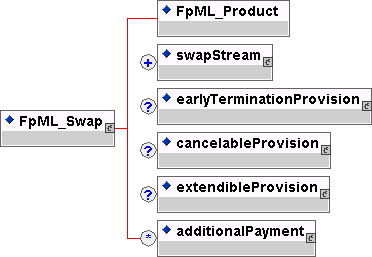 FpML_Product
+ swapStream
? earlyTerminationProvision
FpML_Swap
? cancelableProvision
? extendibleProvision
* additionalPayment